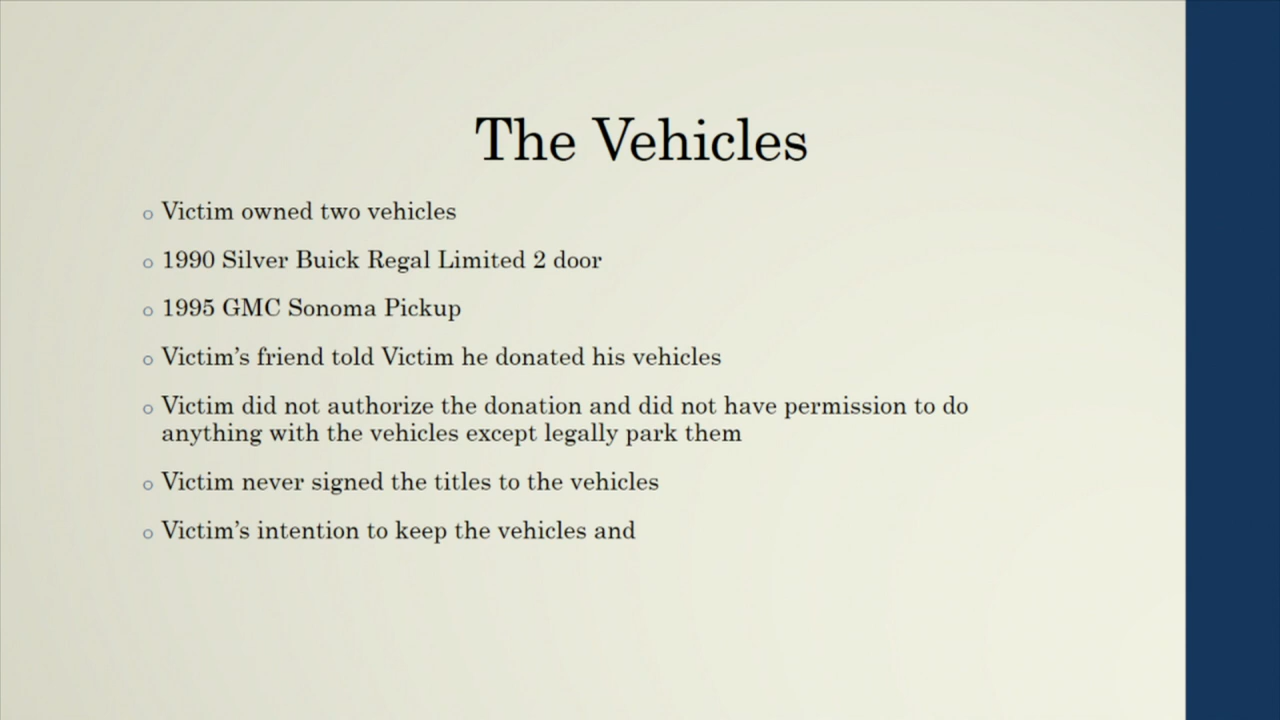 The Vehicles
Victim owned two vehicles
1990 Silver Buick Regal Limited 2 door
1995 GMC Sonoma Pickup
Victim’s friend told Victim he donated his vehicles
Victim did not authorize the donation and did not have permission to do
anything with the vehicles except legally park them
Victim never signed the titles to the vehicles
Victim’s intention to keep the vehicles and